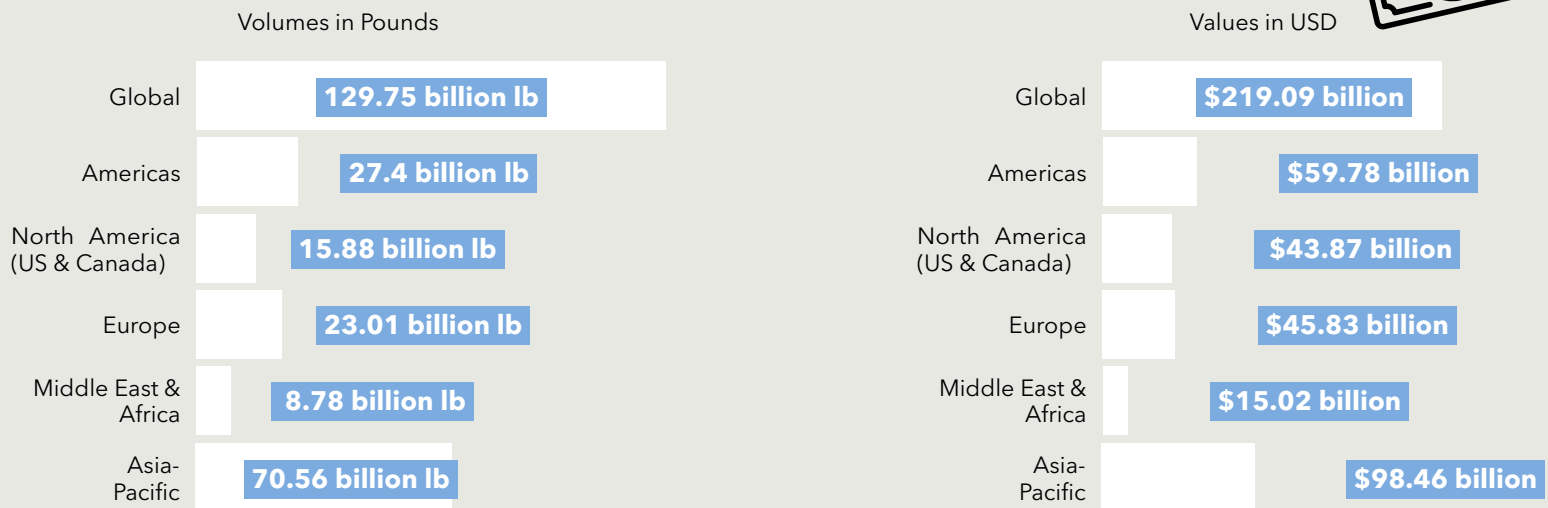 Volumes in Pounds
Global
129.75 billion lb
Americas
27.4 billion lb
North America
(US & Canada)
15.88 billion lb
Europe
23.01 billion lb
Middle East &
Africa
8.78 billion lb
Asia-
Pacific
70.56 billion lb
Values in USD
Global
$219.09 billion
Americas
$59.78 billion
North America
(US & Canada)
$43.87 billion
Europe
$45.83 billion
Middle East &
Africa
$15.02 billion
Asia-
Pacific
$98.46 billion